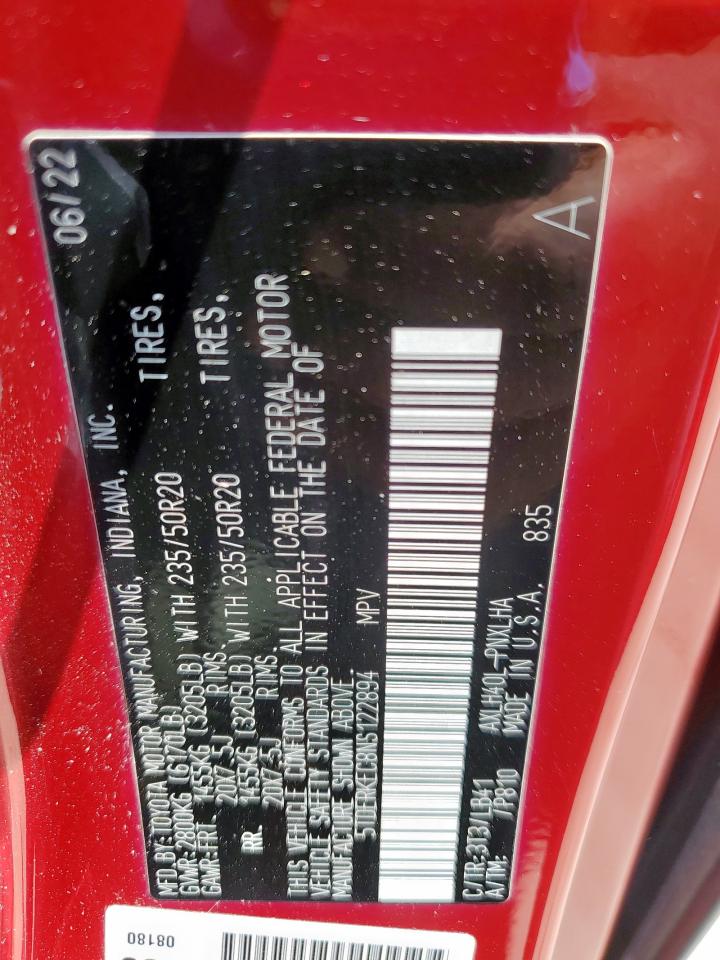 06/22
MFD.BY:TOYOTA MOTOR MANUFACTURING, INDIANA, INC.
GVWR:2800KG (6170LB)
GAWR:FRT. 1455KG (3205LB) WITH 235/50R20 TIRES,
20X7.5J RIMS.
RR. 1455KG (3205LB) WITH 235/50R20 TIRES,
20X7.5J RIMS.
THIS VEHICLE CONFORMS TO ALL APPLICABLE FEDERAL MOTOR
VEHICLE SAFETY STANDARDS IN EFFECT ON THE DATE OF
MANUFACTURE SHOWN ABOVE.
MPV
C/TR:3T3/LB41 AXUH40L-PNXLHA
A/TM: /P810 MADE IN U.S.A. 835
A
08180